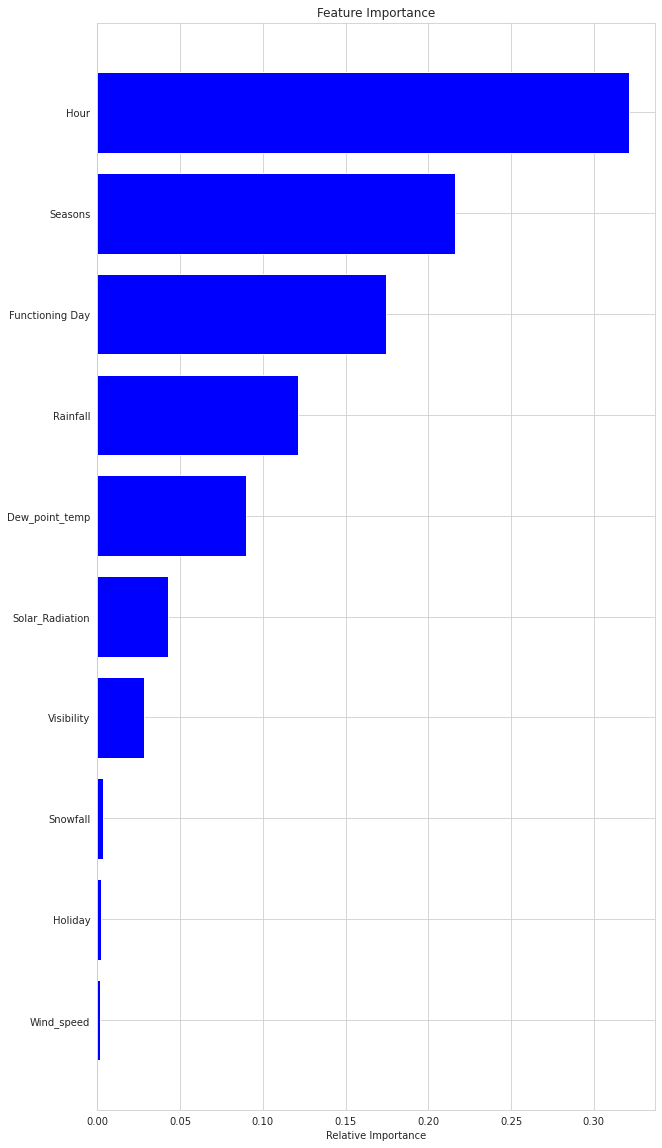 Feature Importance
Hour
Seasons
Functioning Day
Rainfall
Dew_point_temp
Solar_Radiation
Visibility
Snowfall
Holiday
Wind_speed
0.00 0.05 0.10 0.15 0.20 0.25 0.30
Relative Importance